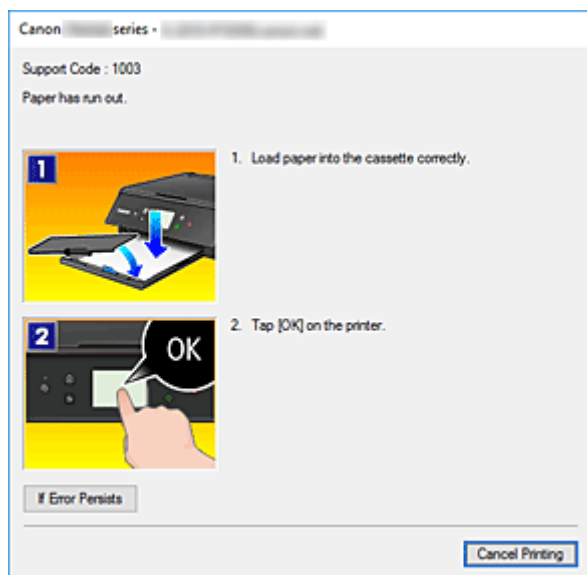 Canon series -
Support Code : 1003
Paper has run out.
1
1. Load paper into the cassette correctly.
2
OK
2. Tap [OK] on the printer.
If Error Persists
Cancel Printing